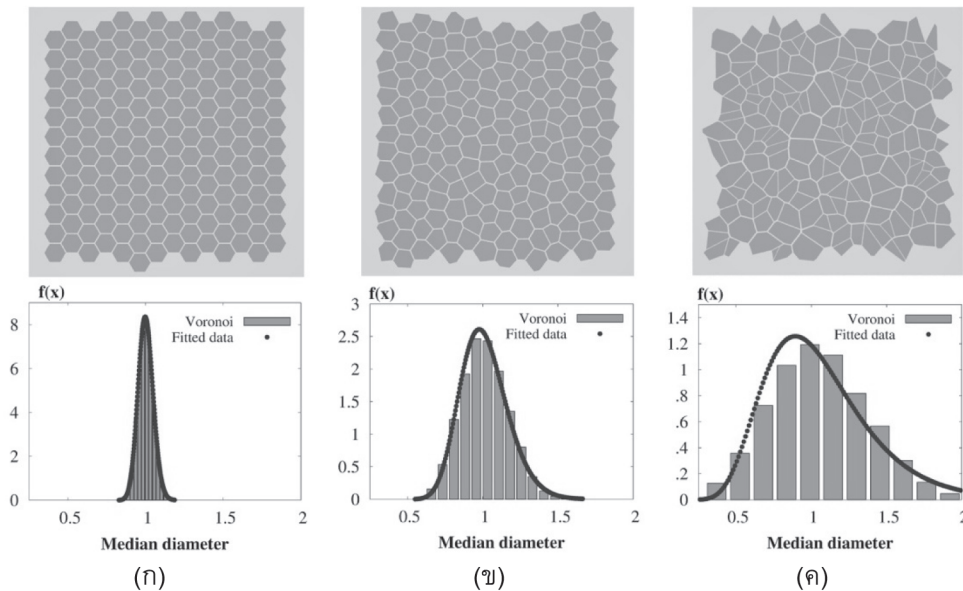 f(x)
8
6
4
2
0
0.5 1 1.5 2
Voronoi
Fitted data
Median diameter
(ก)
f(x)
3
2.5
2
1.5
1
0.5
0
0.5 1 1.5 2
Voronoi
Fitted data
Median diameter
(ข)
f(x)
1.4
1.2
1
.8
.6
.4
.2
0
0.5 1 1.5 2
Voronoi
Fitted data
Median diameter
(ค)